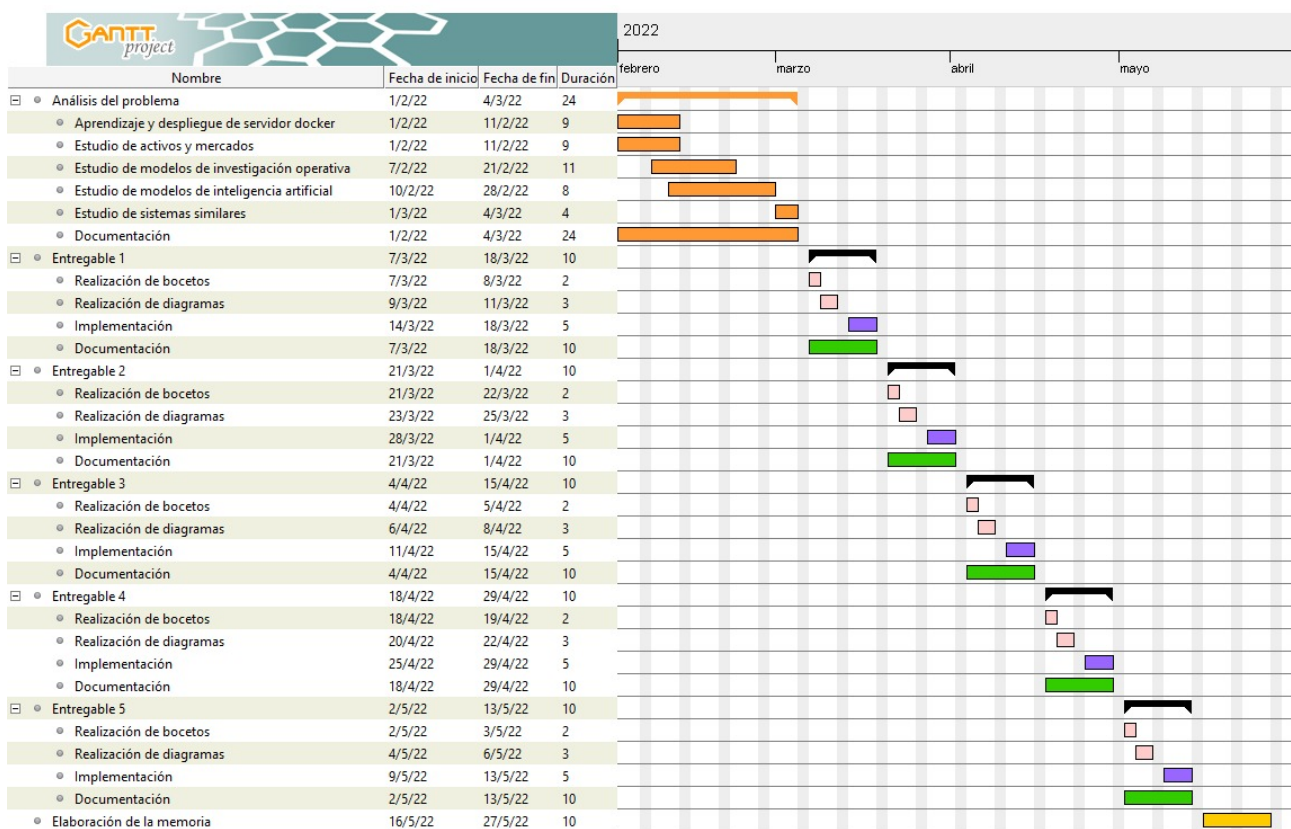 GANTT project
2022
febrero marzo abril mayo
Nombre Fecha de inicio Fecha de fin Duración
Análisis del problema 1/2/22 4/3/22 24
Aprendizaje y despliegue de servidor docker 1/2/22 11/2/22 9
Estudio de activos y mercados 1/2/22 11/2/22 9
Estudio de modelos de investigación operativa 7/2/22 21/2/22 11
Estudio de modelos de inteligencia artificial 10/2/22 28/2/22 8
Estudio de sistemas similares 1/3/22 4/3/22 4
Documentación 1/2/22 4/3/22 24
Entregable 1 7/3/22 18/3/22 10
Realización de bocetos 7/3/22 8/3/22 2
Realización de diagramas 9/3/22 11/3/22 3
Implementación 14/3/22 18/3/22 5
Documentación 7/3/22 18/3/22 10
Entregable 2 21/3/22 1/4/22 10
Realización de bocetos 21/3/22 22/3/22 2
Realización de diagramas 23/3/22 25/3/22 3
Implementación 28/3/22 1/4/22 5
Documentación 21/3/22 1/4/22 10
Entregable 3 4/4/22 15/4/22 10
Realización de bocetos 4/4/22 5/4/22 2
Realización de diagramas 6/4/22 8/4/22 3
Implementación 11/4/22 15/4/22 5
Documentación 4/4/22 15/4/22 10
Entregable 4 18/4/22 29/4/22 10
Realización de bocetos 18/4/22 19/4/22 2
Realización de diagramas 20/4/22 22/4/22 3
Implementación 25/4/22 29/4/22 5
Documentación 18/4/22 29/4/22 10
Entregable 5 2/5/22 13/5/22 10
Realización de bocetos 2/5/22 3/5/22 2
Realización de diagramas 4/5/22 6/5/22 3
Implementación 9/5/22 13/5/22 5
Documentación 2/5/22 13/5/22 10
Elaboración de la memoria 16/5/22 27/5/22 10